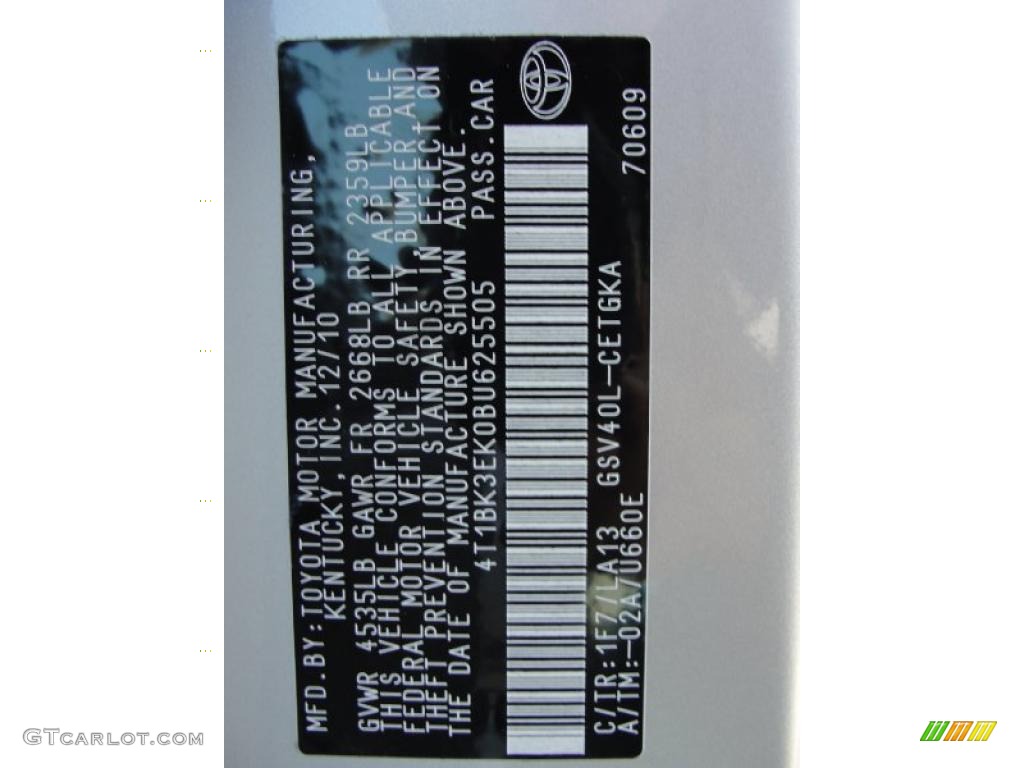 MFD.BY:TOYOTA MOTOR MANUFACTURING,
KENTUCKY,INC.12/10
GVWR 4535LB GAWR FR 2668LB RR 2359LB
THIS VEHICLE CONFORMS TO ALL APPLICABLE
FEDERAL MOTOR VEHICLE SAFETY,BUMPER,AND
THEFT PREVENTION STANDARDS IN EFFECT ON
THE DATE OF MANUFACTURE SHOWN ABOVE.
4T1BK3EK0BU625505 PASS.CAR
C/TR:1F7/LA13 GSV40L-CETGKA
A/TM:-02A/U660E 70609
GTCarLot.com